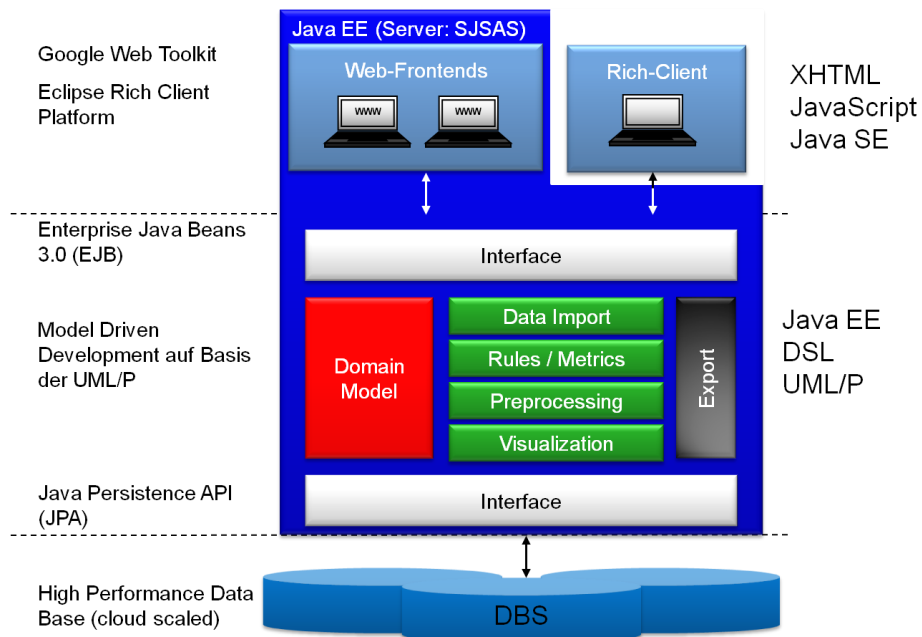 Java EE (Server: SJSAS)
Google Web Toolkit
Eclipse Rich Client
Platform
Web-Frontends
www
www
Rich-Client
XHTML
JavaScript
Java SE
Enterprise Java Beans
3.0 (EJB)
Interface
Model Driven
Development auf Basis
der UML/P
Domain
Model
Data Import
Rules / Metrics
Preprocessing
Visualization
Export
Java EE
DSL
UML/P
Java Persistence API
(JPA)
Interface
High Performance Data
Base (cloud scaled)
DBS